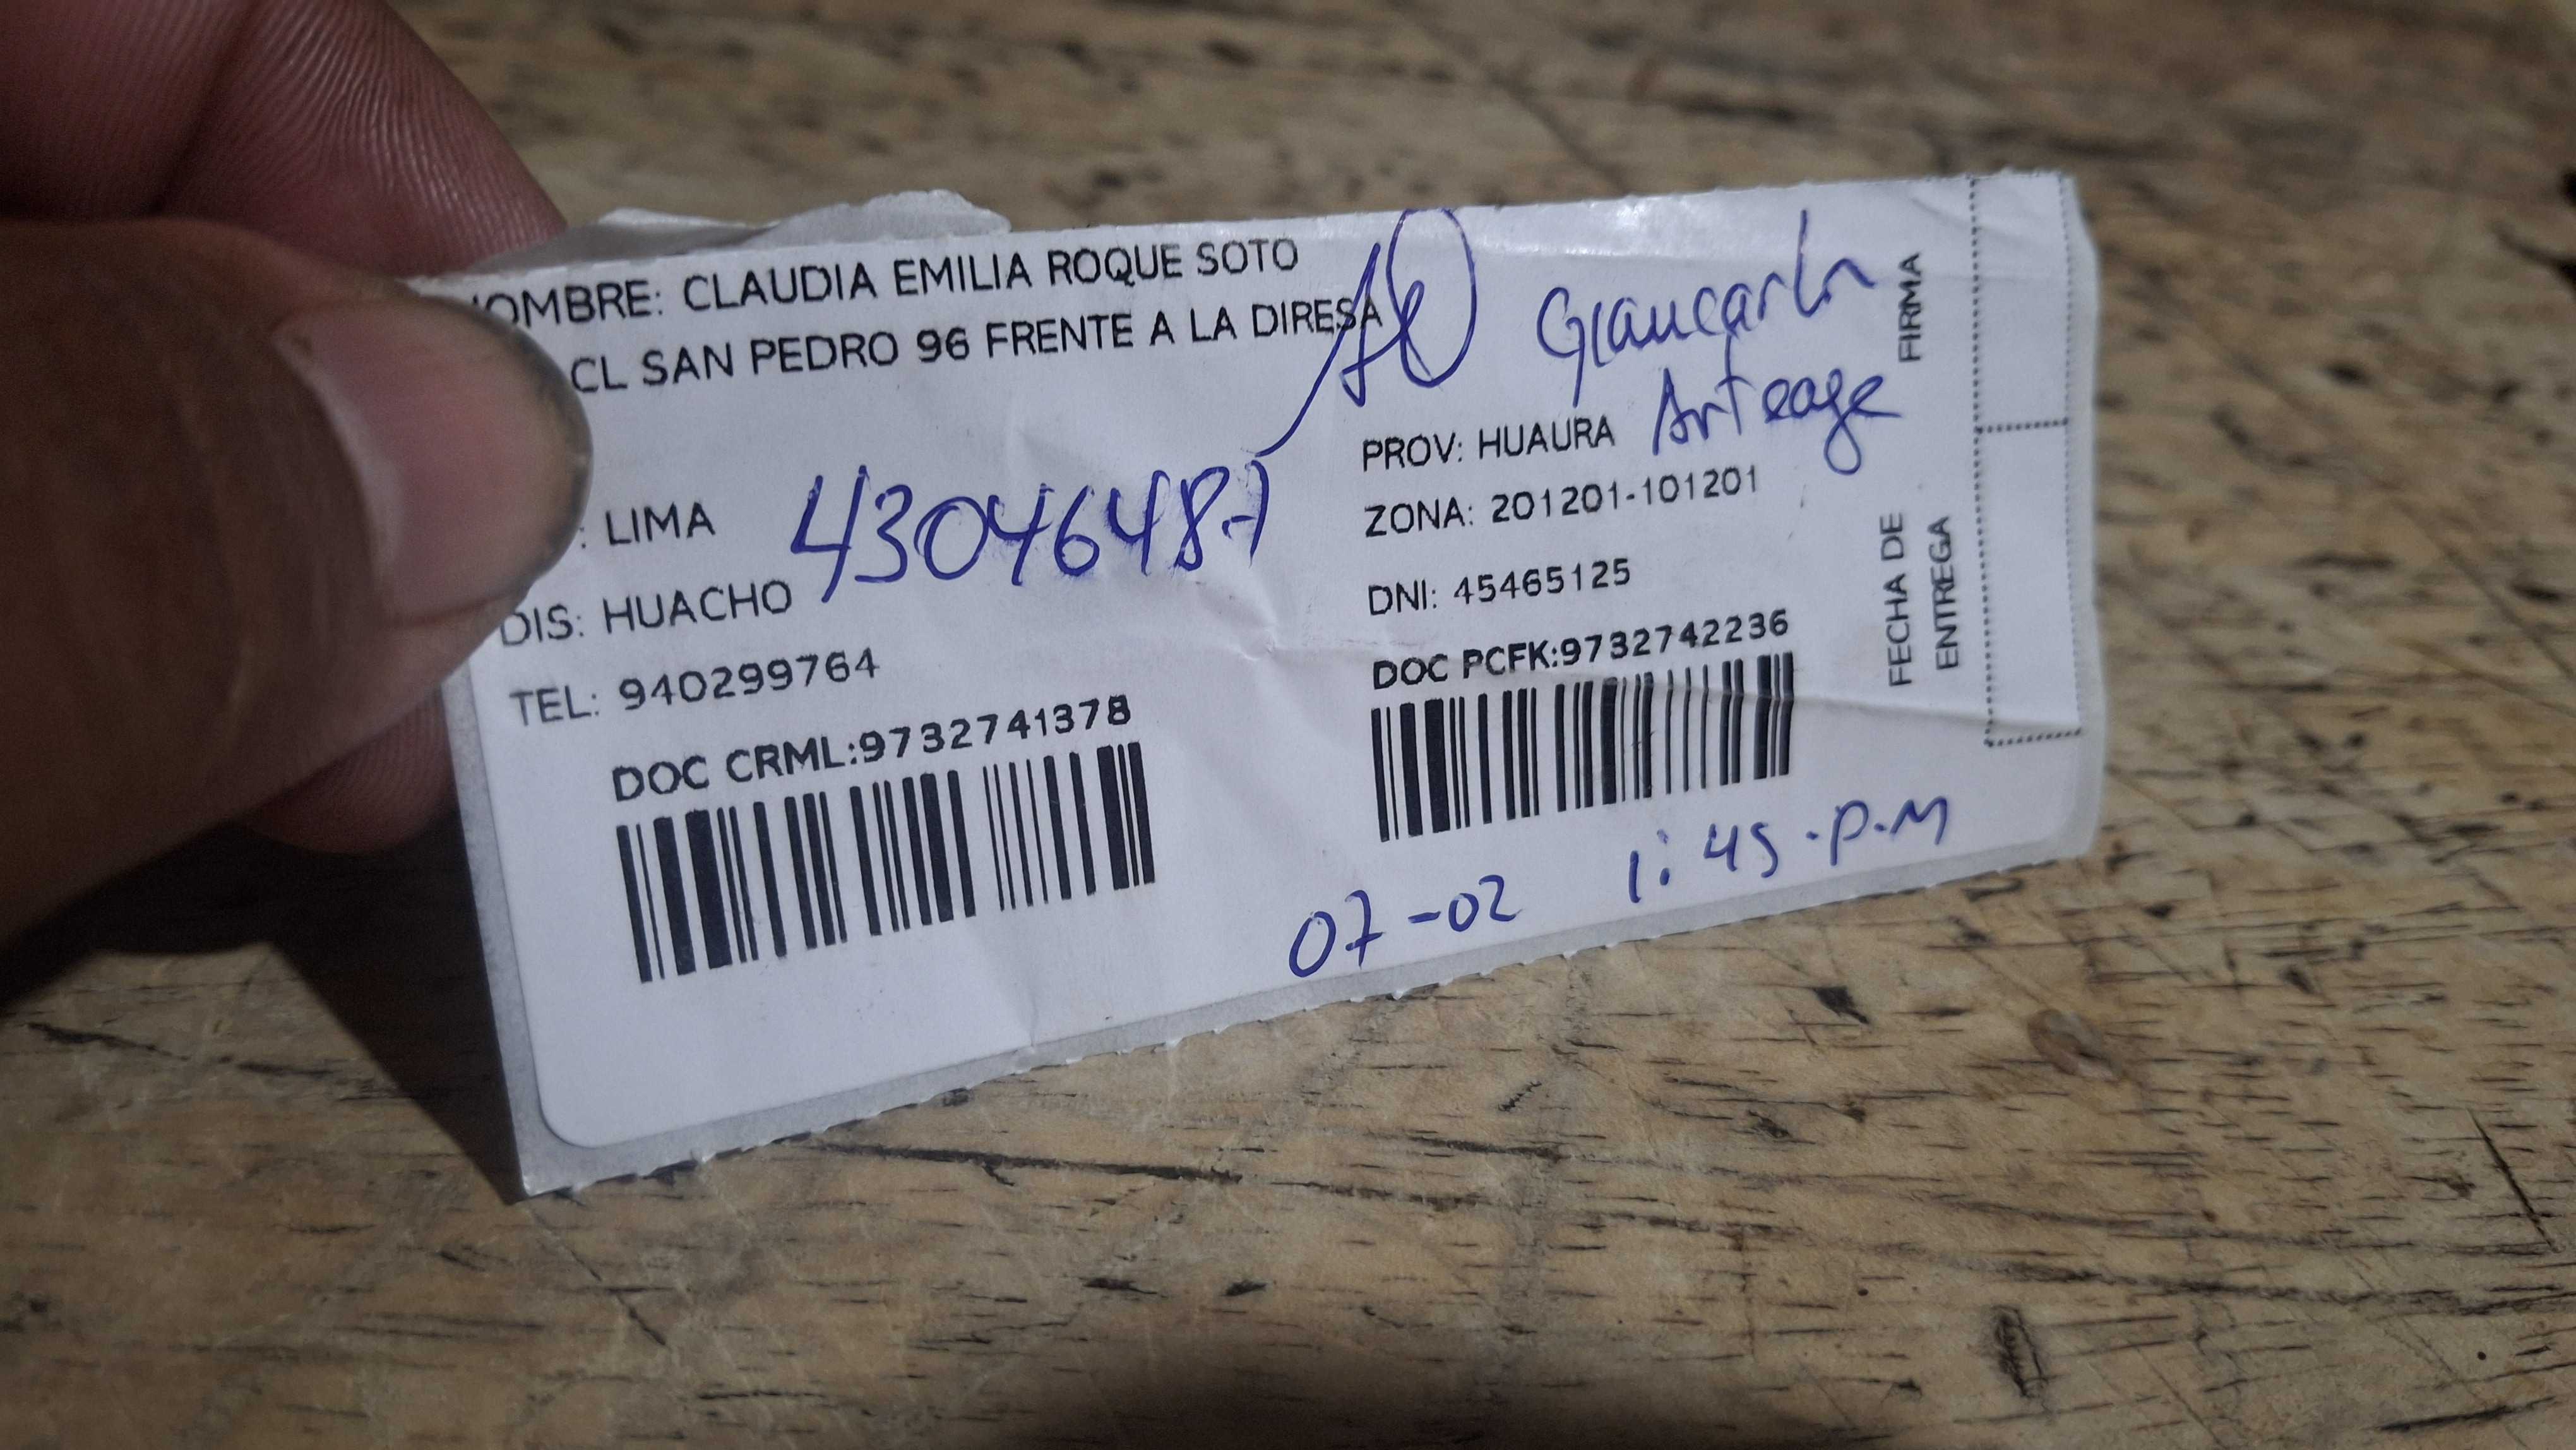 OMBRE: CLAUDIA EMILIA ROQUE SOTO
CL SAN PEDRO 96 FRENTE A LA DIRESA
Giancarlo
Arteaga
FIRMA
: LIMA
43046487
PROV: HUAURA
ZONA: 201201-101201
DIS: HUACHO
DNI: 45465125
TEL: 940299764
DOC PCFK:9732742236
FECHA DE
ENTREGA
DOC CRML:9732741378
07-02 1:45.P.M